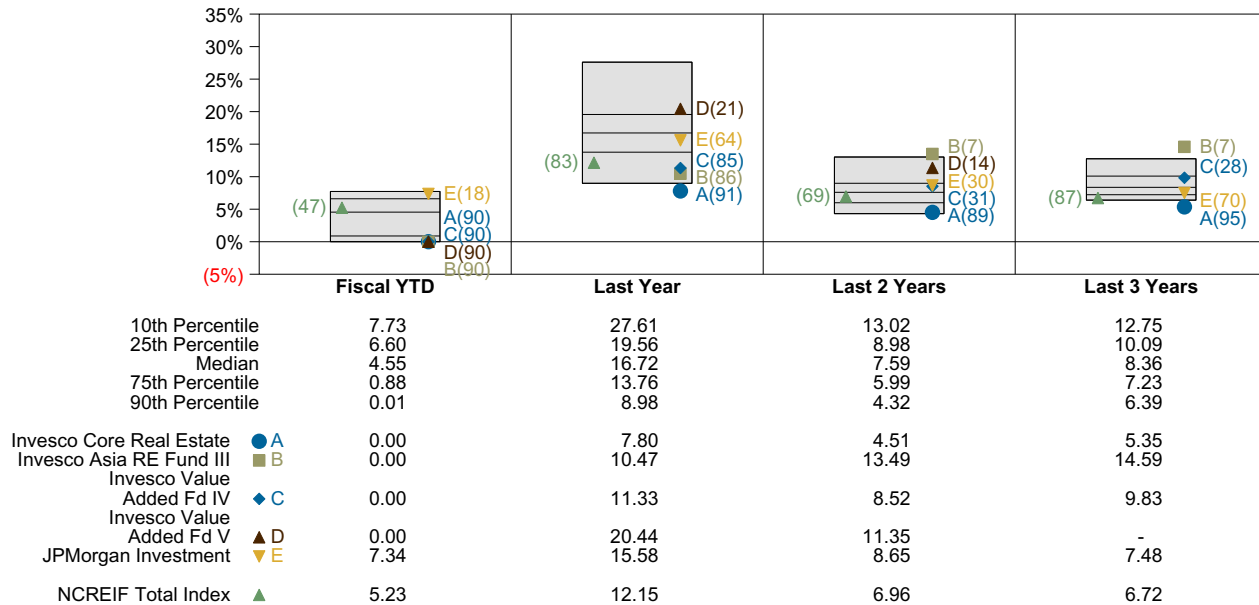 35%
30%
25%
20%
15%
10%
5%
0%
(5%)
(47)
E(18)
A(90)
C(90)
D(90)
B(90)
(83)
D(21)
E(64)
C(85)
B(86)
A(91)
(69)
B(7)
D(14)
E(30)
C(31)
A(89)
(87)
B(7)
C(28)
E(70)
A(95)
Fiscal YTD Last Year Last 2 Years Last 3 Years
10th Percentile 7.73 27.61 13.02 12.75
25th Percentile 6.60 19.56 8.98 10.09
Median 4.55 16.72 7.59 8.36
75th Percentile 0.88 13.76 5.99 7.23
90th Percentile 0.01 8.98 4.32 6.39
Invesco Core Real Estate A 0.00 7.80 4.51 5.35
Invesco Asia RE Fund III B 0.00 10.47 13.49 14.59
Invesco Value
Added Fd IV C 0.00 11.33 8.52 9.83
Invesco Value
Added Fd V D 0.00 20.44 11.35 -
JPMorgan Investment E 7.34 15.58 8.65 7.48
NCREIF Total Index 5.23 12.15 6.96 6.72